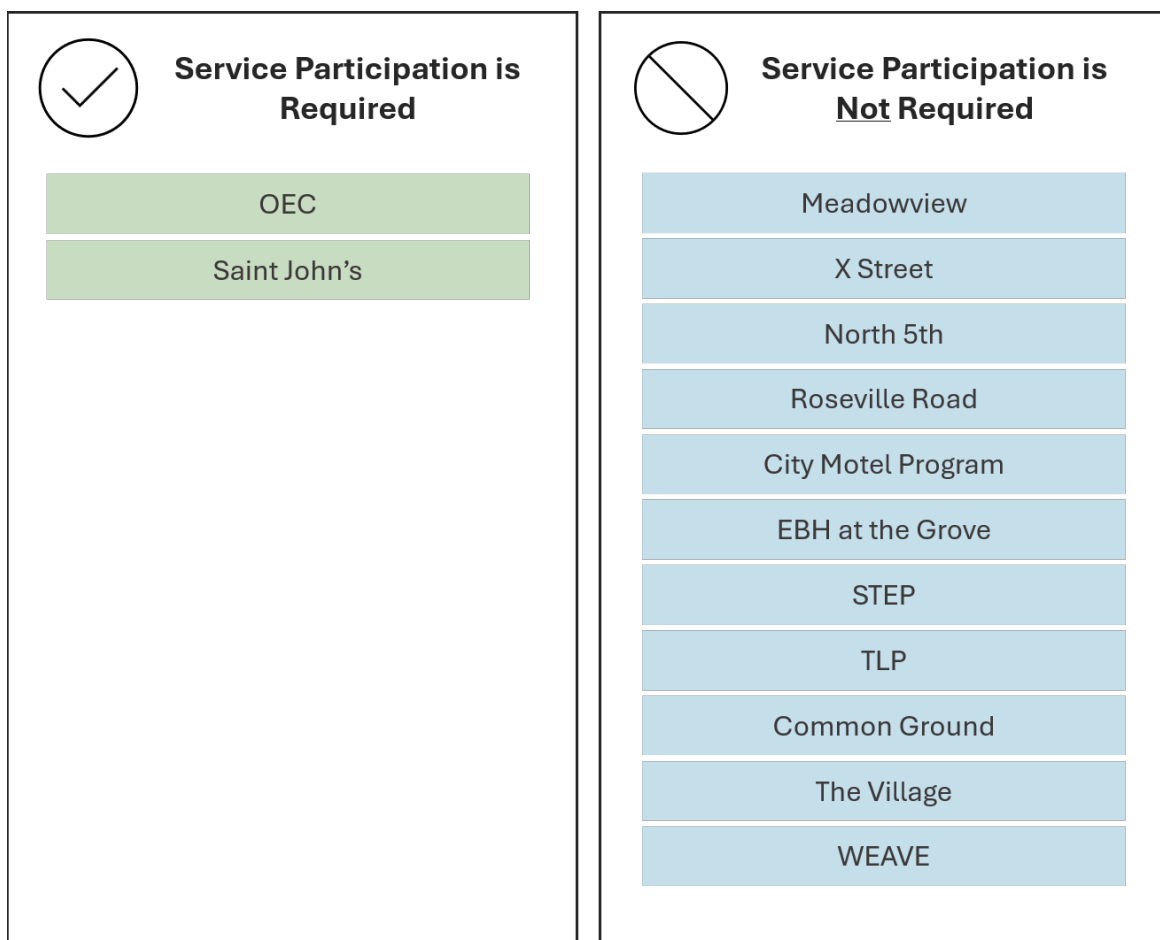 Service Participation is
Required
OEC
Saint John’s
Service Participation is
Not Required
Meadowview
X Street
North 5th
Roseville Road
City Motel Program
EBH at the Grove
STEP
TLP
Common Ground
The Village
WEAVE